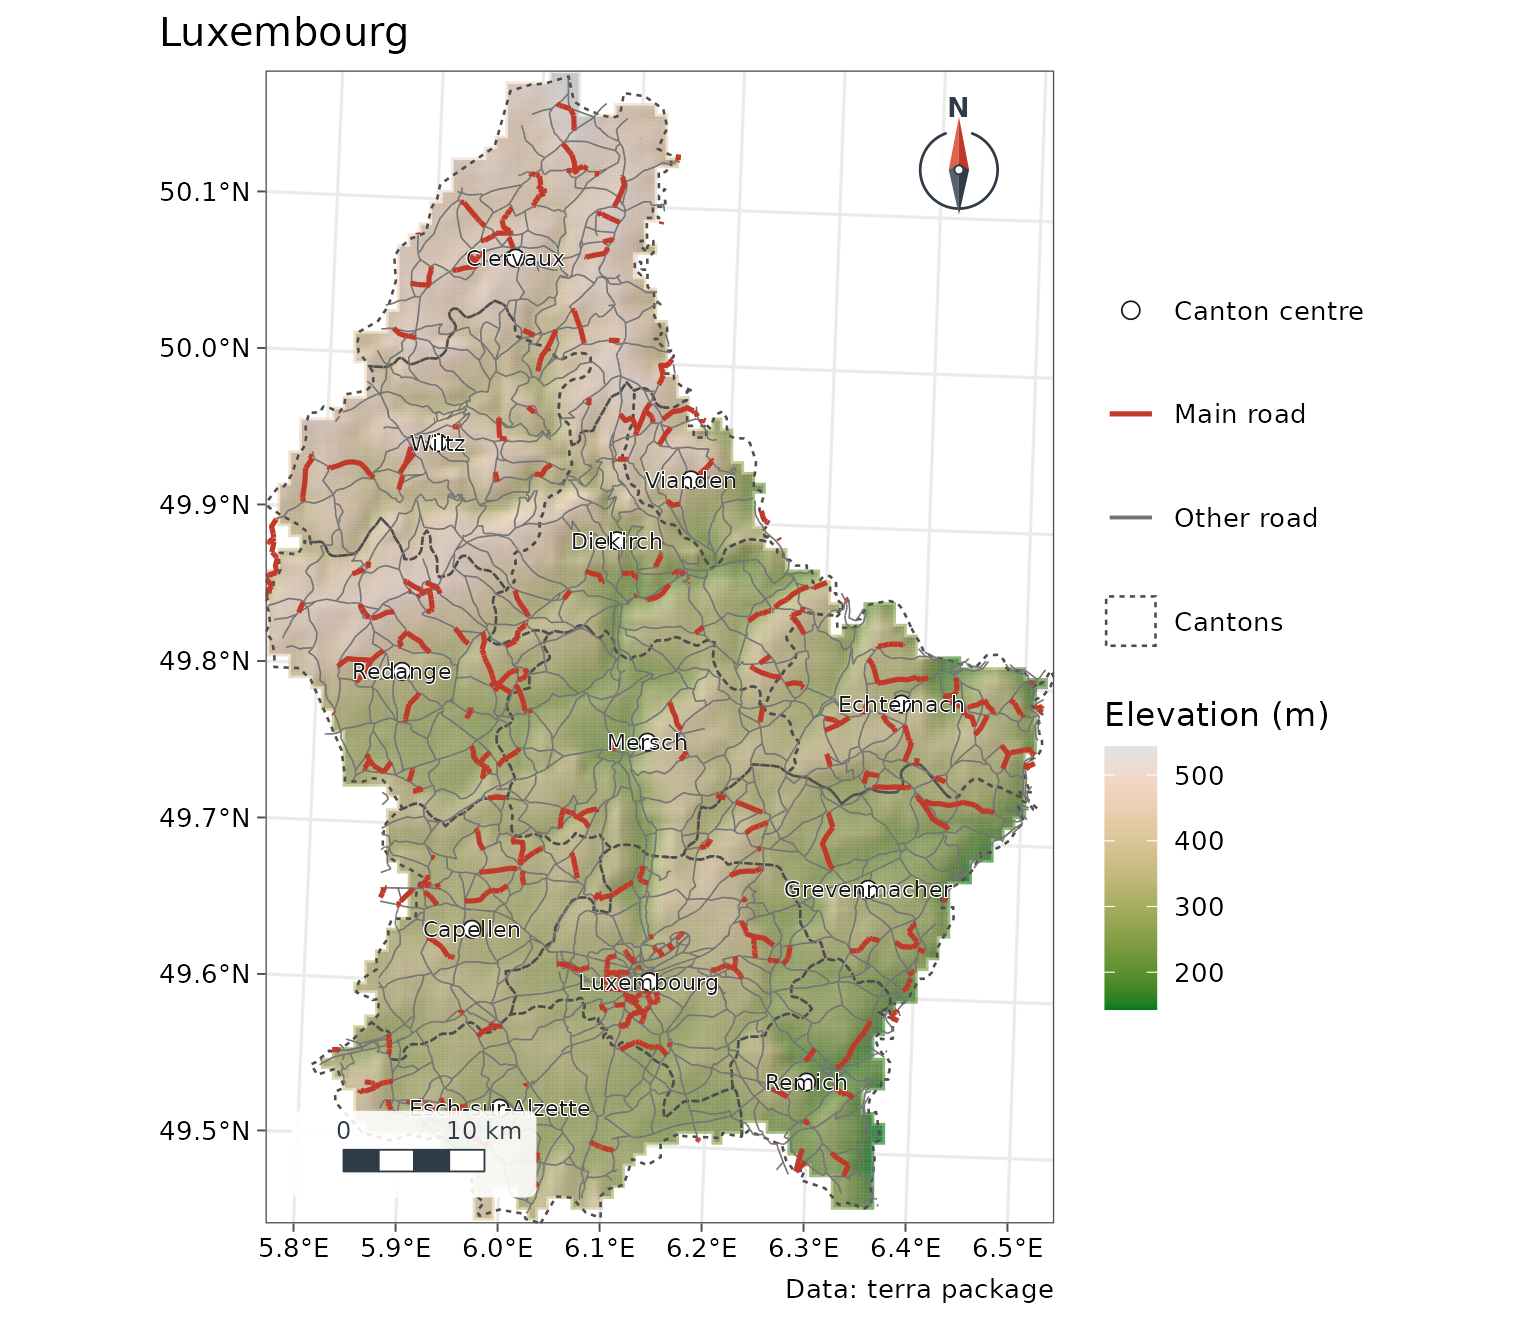 Luxembourg
N
50.1°N
50.0°N
49.9°N
49.8°N
49.7°N
49.6°N
49.5°N
Clervaux
Wiltz
Vianden
Diekirch
Redange
Echternach
Mersch
Grevenmacher
Capellen
Luxembourg
Remich
Esch-sur-Alzette
0 10 km
5.8°E 5.9°E 6.0°E 6.1°E 6.2°E 6.3°E 6.4°E 6.5°E
Data: terra package
Canton centre
Main road
Other road
Cantons
Elevation (m)
500
400
300
200